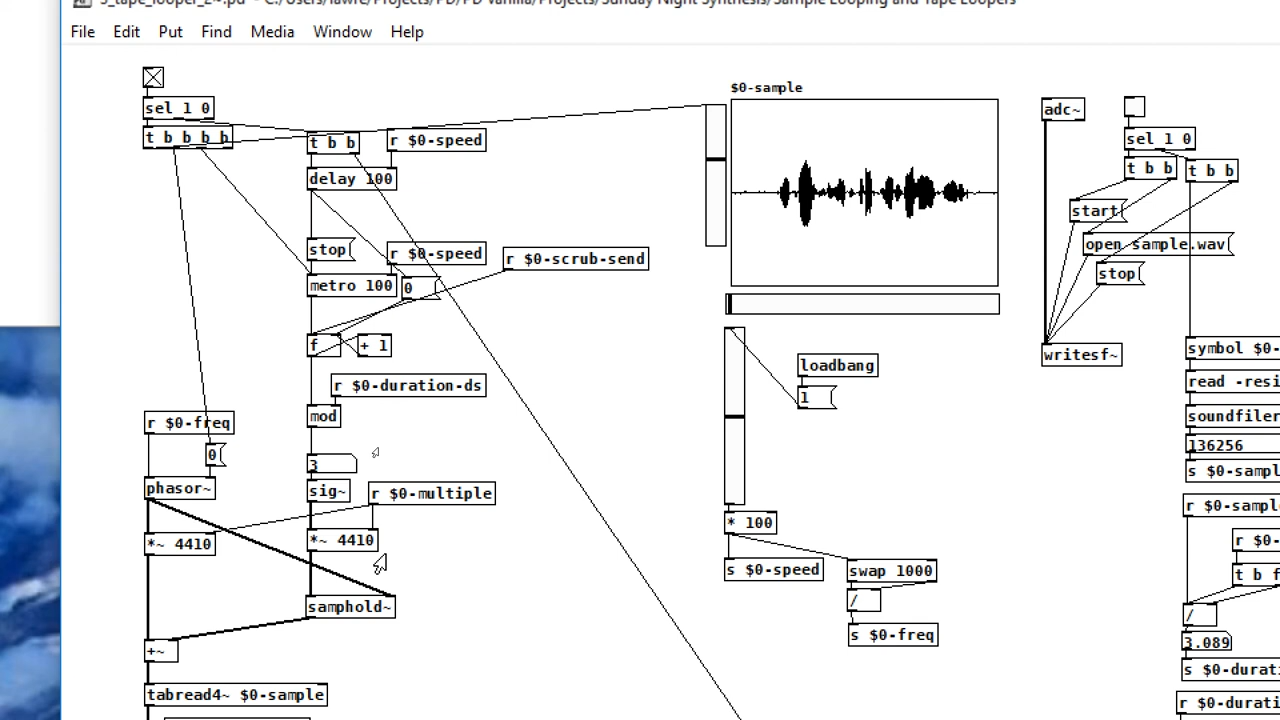 5_tape_looper_2~.pd - C:/Users/lawre/Projects/PD/PD Vanilla/Projects/Sunday Night Synthesis/Sample Looping and Tape Loopers
File Edit Put Find Media Window Help
sel 1 0
t b b b b
t b b
r $0-speed
delay 100
stop
r $0-speed
r $0-scrub-send
metro 100
0
f
+ 1
r $0-duration-ds
mod
r $0-freq
0
3
phasor~
sig~
r $0-multiple
*~ 4410
*~ 4410
samphold~
+~
tabread4~ $0-sample
$0-sample
loadbang
1
* 100
s $0-speed
swap 1000
/
s $0-freq
adc~
sel 1 0
t b b
t b b
start
open sample.wav
stop
writesf~
symbol $0-
read -resi
soundfiler
136256
s $0-sampl
r $0-sampl
r $0-
t b f
/
3.089
s $0-durati
r $0-durati